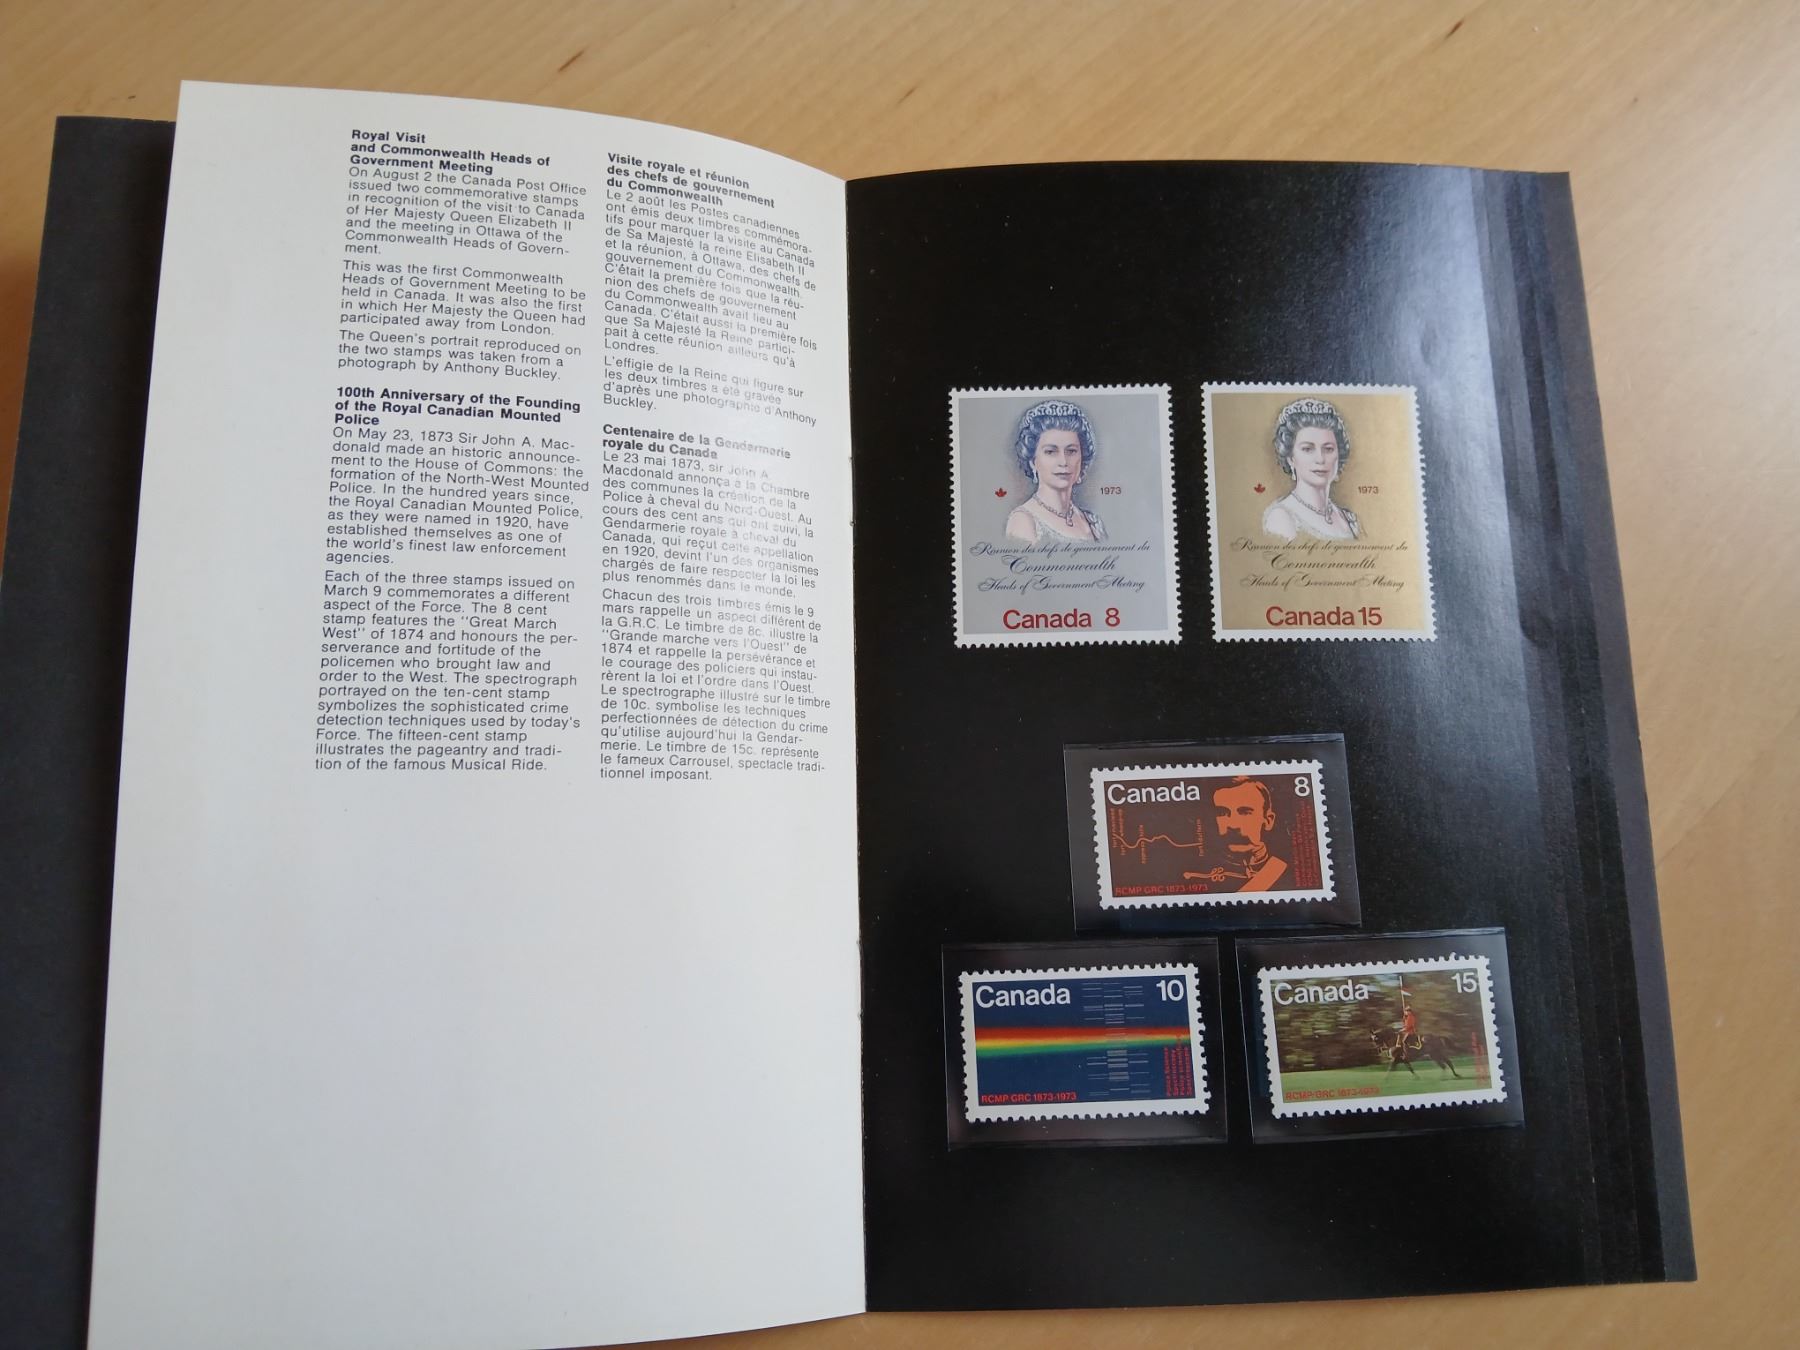 Royal Visit
and Commonwealth Heads of
Government Meeting
On August 2 the Canada Post Office
issued two commemorative stamps
in recognition of the visit to Canada
of Her Majesty Queen Elizabeth II
and the meeting in Ottawa of the
Commonwealth Heads of Govern-
ment.
This was the first Commonwealth
Heads of Government Meeting to be
held in Canada. It was also the first
in which Her Majesty the Queen had
participated away from London.
The Queen's portrait reproduced on
the two stamps was taken from a
photograph by Anthony Buckley.
100th Anniversary of the Founding
of the Royal Canadian Mounted
Police
On May 23, 1873 Sir John A. Mac-
donald made an historic announce-
ment to the House of Commons: the
formation of the North-West Mounted
Police. In the hundred years since,
the Royal Canadian Mounted Police,
as they were named in 1920, have
established themselves as one of
the world's finest law enforcement
agencies.
Each of the three stamps issued on
March 9 commemorates a different
aspect of the Force. The 8 cent
stamp features the "Great March
West" of 1874 and honours the per-
serverance and fortitude of the
policemen who brought law and
order to the West. The spectrograph
portrayed on the ten-cent stamp
symbolizes the sophisticated crime
detection techniques used by today's
Force. The fifteen-cent stamp
illustrates the pageantry and tradi-
tion of the famous Musical Ride.
Visite royale et réunion
des chefs de gouvernement
du Commonwealth
Le 2 août les Postes canadiennes
ont émis deux timbres commémora-
tifs pour marquer la visite au Canada
de Sa Majesté la reine Elisabeth II
et la réunion, à Ottawa, des chefs de
gouvernement du Commonwealth.
C'était la première fois que la réu-
nion des chefs de gouvernement
du Commonwealth avait lieu au
Canada. C'était aussi la première fois
que Sa Majesté la Reine partici-
pait à cette réunion ailleurs qu'à
Londres.
L'effigie de la Reine qui figure sur
les deux timbres a été gravée
d'après une photographie d'Anthony
Buckley.
Centenaire de la Gendarmerie
royale du Canada
Le 23 mai 1873, sir John A.
Macdonald annonça à la Chambre
des communes la création de la
Police à cheval du Nord-Ouest. Au
cours des cent ans qui ont suivi, la
Gendarmerie royale à cheval du
Canada, qui reçut cette appellation
en 1920, devint l'un des organismes
chargés de faire respecter la loi les
plus renommés dans le monde.
Chacun des trois timbres émis le 9
mars rappelle un aspect différent de
la G.R.C. Le timbre de 8c. illustre la
"Grande marche vers l'Ouest" de
1874 et rappelle la persévérance et
le courage des policiers qui instau-
rèrent la loi et l'ordre dans l'Ouest.
Le spectrographe illustré sur le timbre
de 10c. symbolise les techniques
perfectionnées de détection du crime
qu'utilise aujourd'hui la Gendar-
merie. Le timbre de 15c. représente
le fameux Carrousel, spectacle tradi-
tionnel imposant.
1973
Réunion des chefs de gouvernement du
Commonwealth
Heads of Government Meeting
Canada 8
1973
Réunion des chefs de gouvernement du
Commonwealth
Heads of Government Meeting
Canada 15
Canada 8
RCMP GRC 1873-1973
Canada 10
RCMP GRC 1873-1973
Canada 15
RCMP GRC 1873-1973